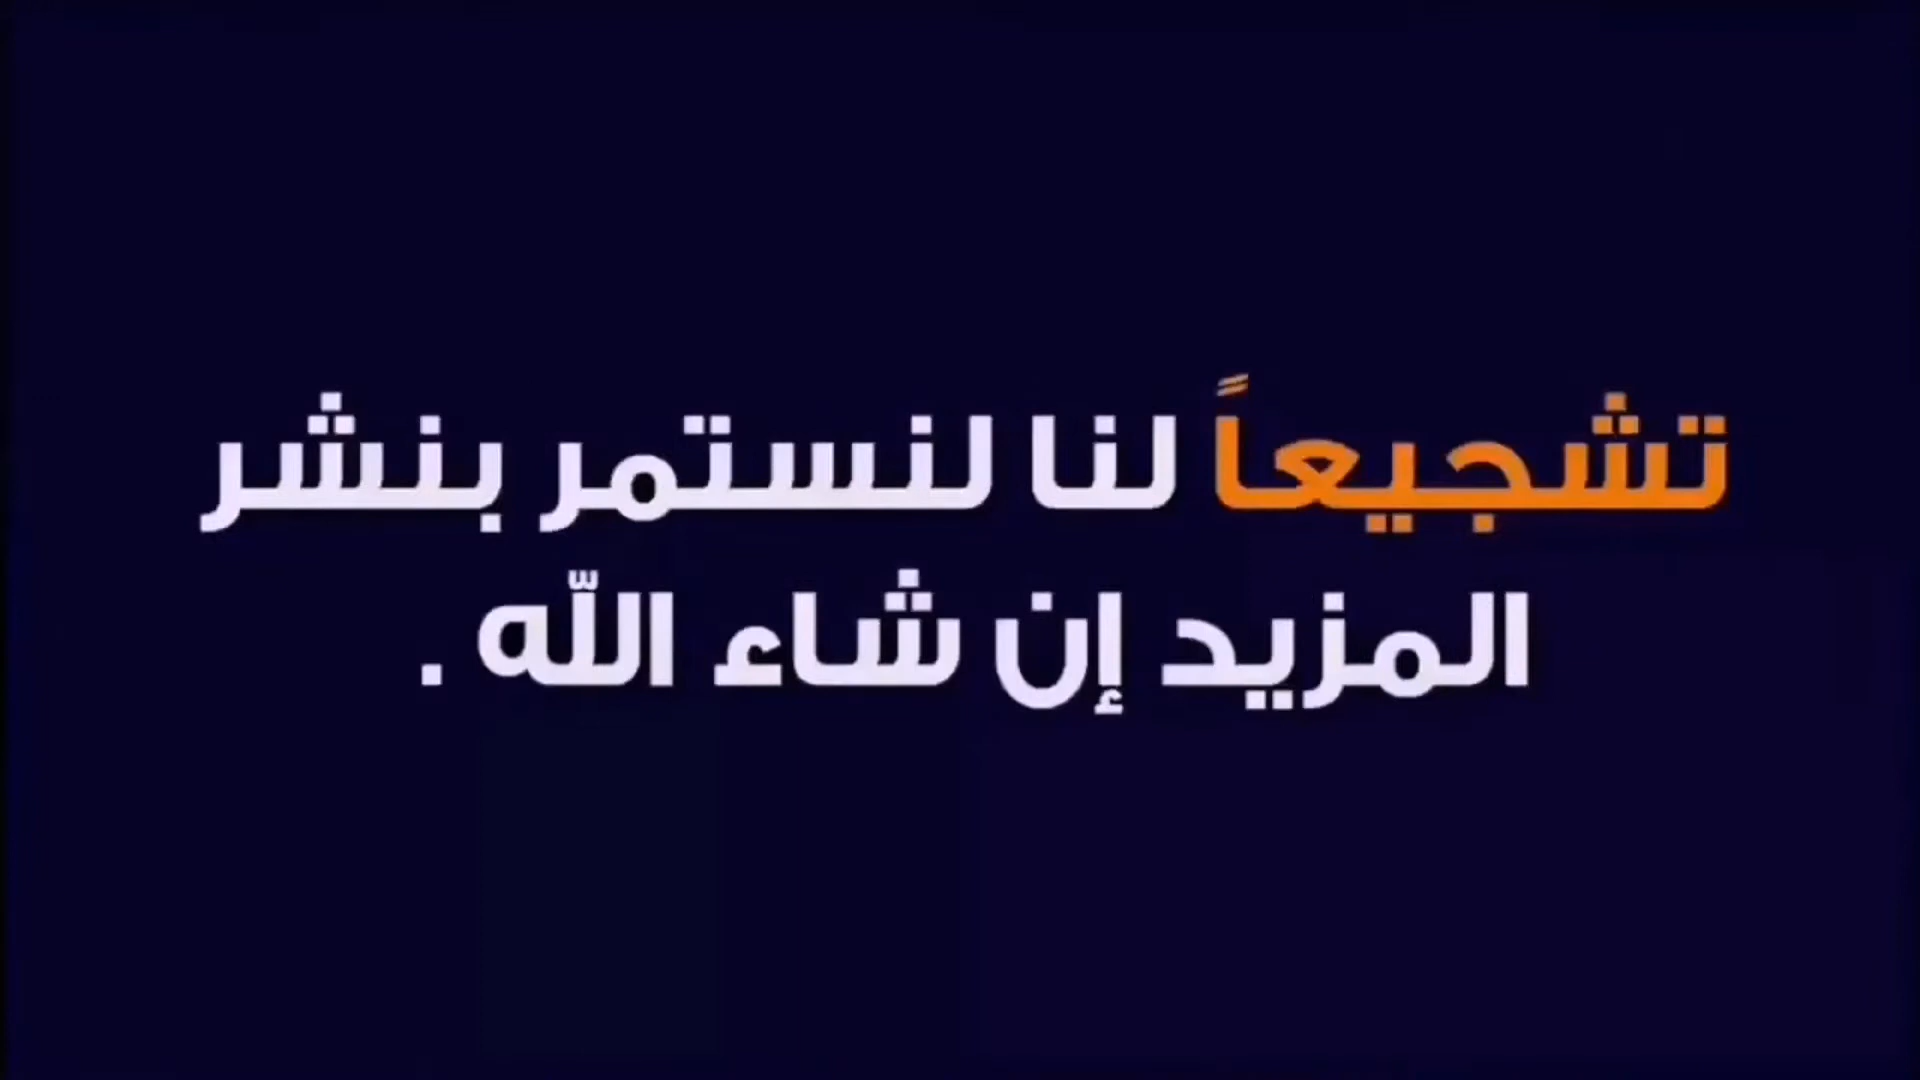 تشجيعاً لنا لنستمر بنشر
المزيد إن شاء اللّه .